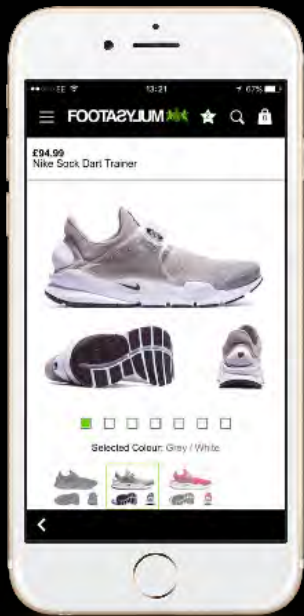 EE 13:21 67%
FOOTASYLUM
£94.99
Nike Sock Dart Trainer
Selected Colour: Grey / White